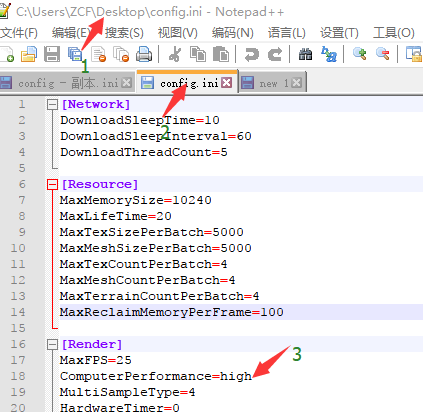 C:\Users\ZCF\Desktop\config.ini - Notepad++
文件(F) 编辑(E) 搜索(S) 视图(V) 编码(N) 语言(L) 设置(T) 工具(O)
1
config - 副本.ini config.ini new 1
2
1 [Network]
2 DownloadSleepTime=10
3 DownloadSleepInterval=60
4 DownloadThreadCount=5
5
6 [Resource]
7 MaxMemorySize=10240
8 MaxLifeTime=20
9 MaxTexSizePerBatch=5000
10 MaxMeshSizePerBatch=5000
11 MaxTexCountPerBatch=4
12 MaxMeshCountPerBatch=4
13 MaxTerrainCountPerBatch=4
14 MaxReclaimMemoryPerFrame=100
15
16 [Render]
3
17 MaxFPS=25
18 ComputerPerformance=high
19 MultiSampleType=4
20 HardwareTimer=0